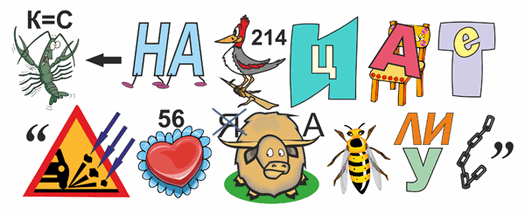 К=С НА 214 И ц А Т е
“ 56 Я А ЛИ У ”